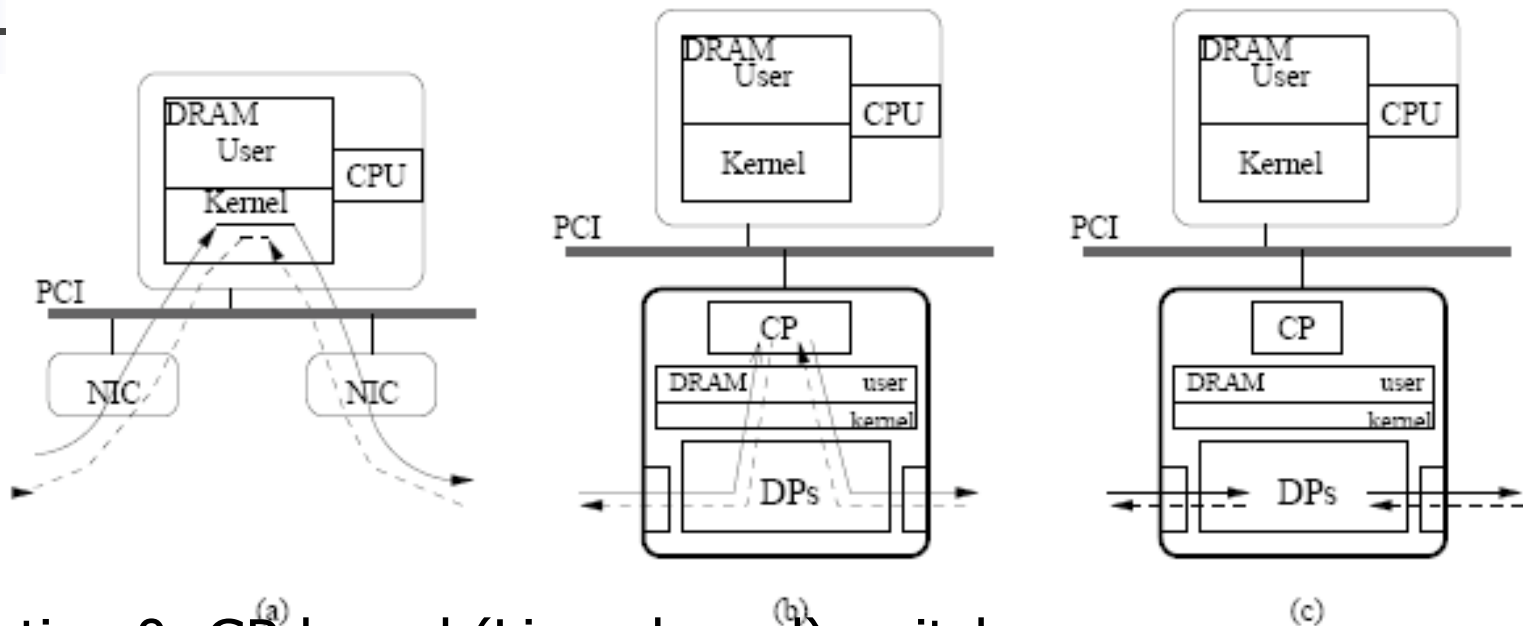 DRAM
User
CPU
Kernel
PCI
NIC
NIC
(a)
DRAM
User
CPU
Kernel
PCI
CP
DRAM user
kernel
DPs
(b)
DRAM
User
CPU
Kernel
PCI
CP
DRAM user
kernel
DPs
(c)